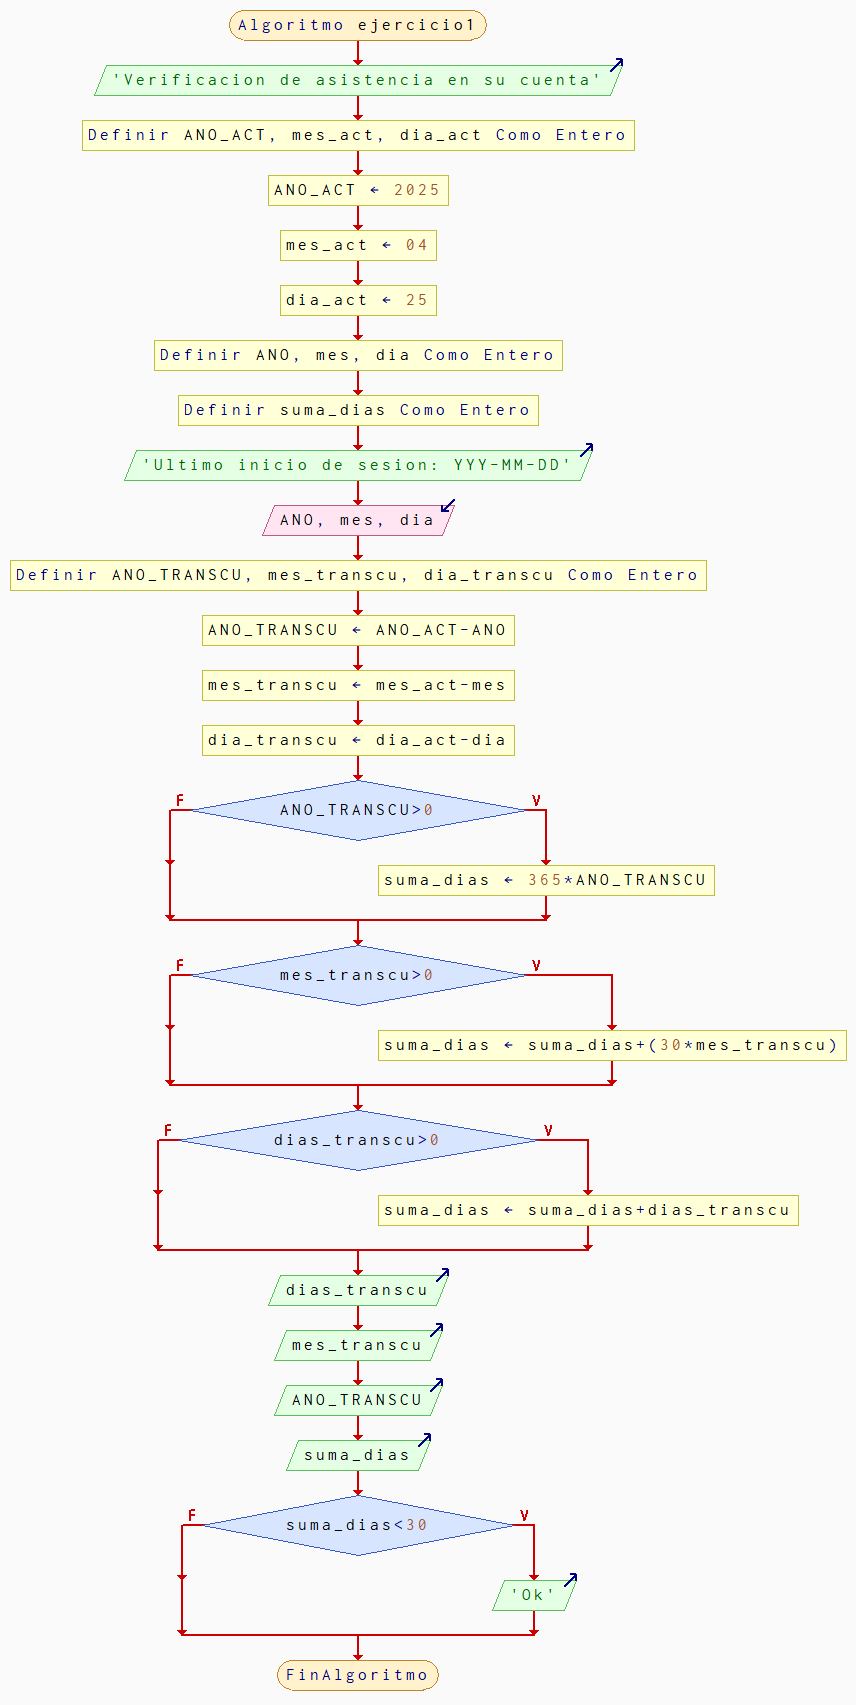 Algoritmo ejercicio1
'Verificacion de asistencia en su cuenta'
Definir ANO_ACT, mes_act, dia_act Como Entero
ANO_ACT ← 2025
mes_act ← 04
dia_act ← 25
Definir ANO, mes, dia Como Entero
Definir suma_dias Como Entero
'Ultimo inicio de sesion: YYY-MM-DD'
ANO, mes, dia
Definir ANO_TRANSCU, mes_transcu, dia_transcu Como Entero
ANO_TRANSCU ← ANO_ACT-ANO
mes_transcu ← mes_act-mes
dia_transcu ← dia_act-dia
F V
ANO_TRANSCU>0
suma_dias ← 365*ANO_TRANSCU
F V
mes_transcu>0
suma_dias ← suma_dias+(30*mes_transcu)
F V
dias_transcu>0
suma_dias ← suma_dias+dias_transcu
dias_transcu
mes_transcu
ANO_TRANSCU
suma_dias
F V
suma_dias<30
'Ok'
FinAlgoritmo